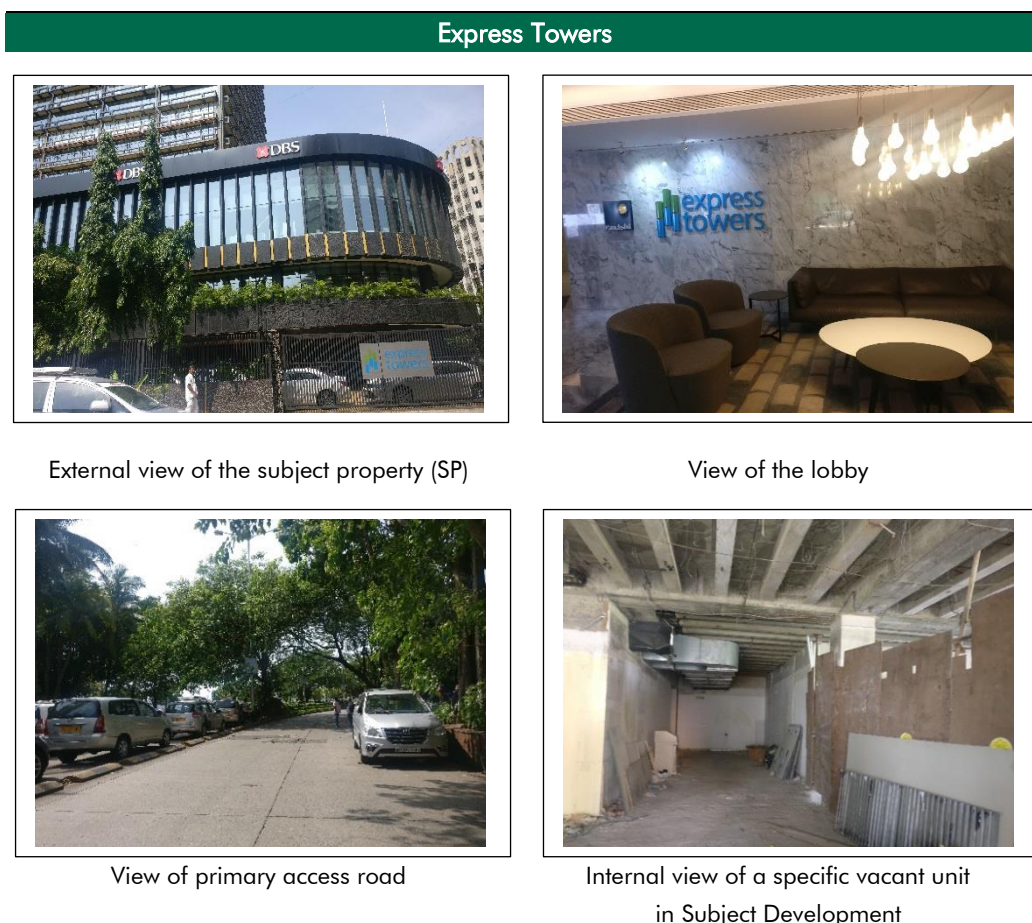 Express Towers
DBS
DBS
express
towers
express
towers
External view of the subject property (SP)
View of the lobby
View of primary access road
Internal view of a specific vacant unit
in Subject Development